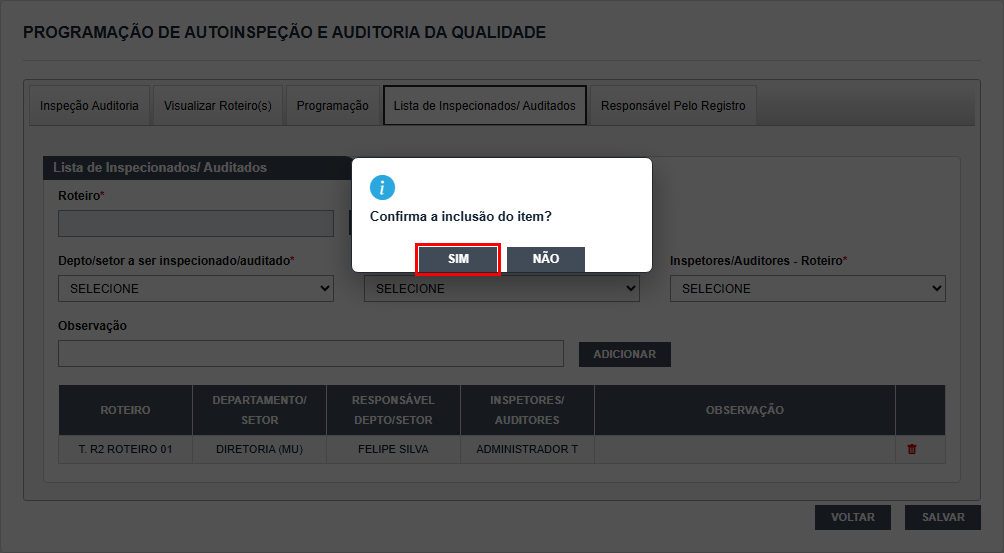 PROGRAMAÇÃO DE AUTOINSPEÇÃO E AUDITORIA DA QUALIDADE
Inspeção Auditoria
Visualizar Roteiro(s)
Programação
Lista de Inspecionados/ Auditados
Responsável Pelo Registro
Lista de Inspecionados/ Auditados
Roteiro*
i
Confirma a inclusão do item?
SIM
NÃO
Depto/setor a ser inspecionado/auditado*
Inspetores/Auditores - Roteiro*
SELECIONE
SELECIONE
SELECIONE
Observação
ADICIONAR
ROTEIRO
DEPARTAMENTO/
SETOR
RESPONSÁVEL
DEPTO/SETOR
INSPETORES/
AUDITORES
OBSERVAÇÃO
T. R2 ROTEIRO 01
DIRETORIA (MU)
FELIPE SILVA
ADMINISTRADOR T
VOLTAR
SALVAR